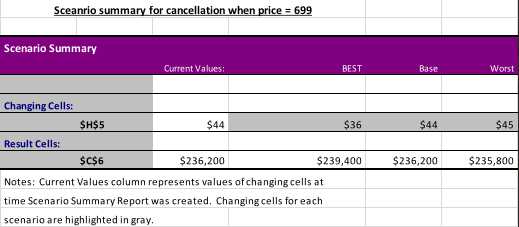 Sceanrio summary for cancellation when price = 699
Scenario Summary
Current Values: BEST Base Worst
Changing Cells:
$H$5 $44 $36 $44 $45
Result Cells:
$C$6 $236,200 $239,400 $236,200 $235,800
Notes: Current Values column represents values of changing cells at
time Scenario Summary Report was created. Changing cells for each
scenario are highlighted in gray.